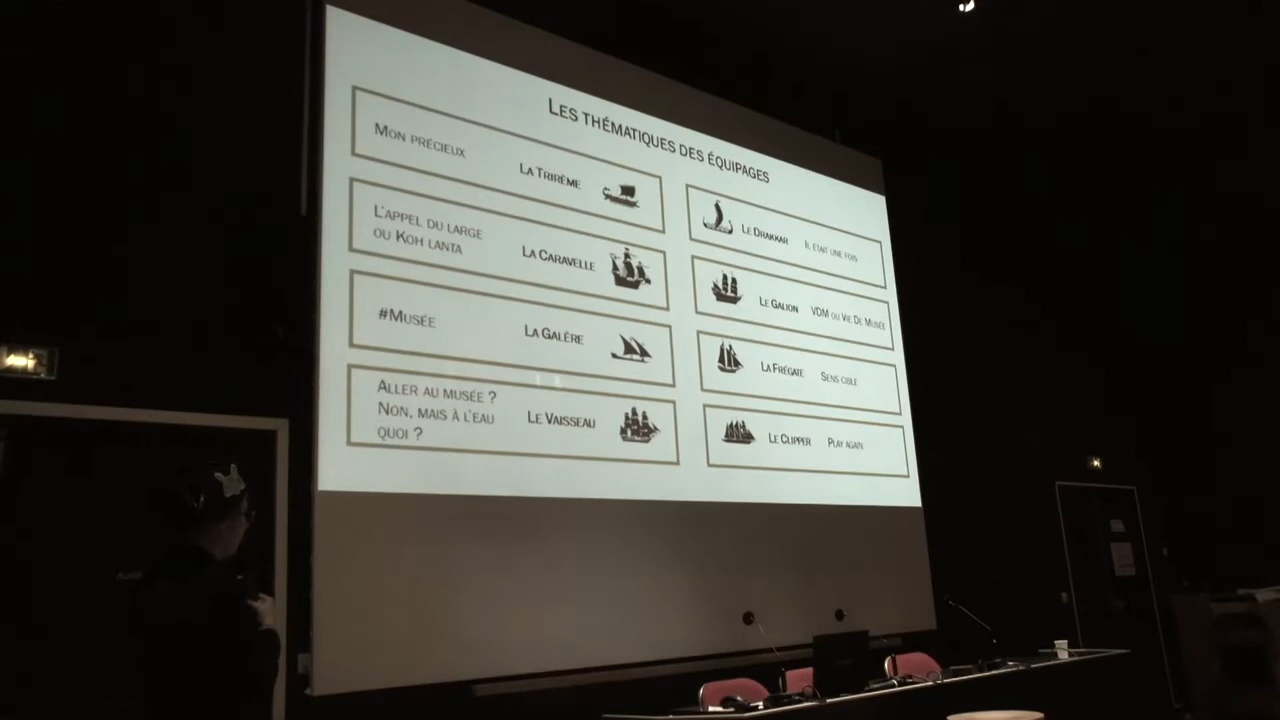 Les thématiques des équipages
Mon précieux
La Trirème
L'appel du large
ou Koh lanta
La Caravelle
#Musée
La Galère
Aller au musée ?
Non, mais à l'eau
quoi ?
Le Vaisseau
Le Drakkar
Il était une fois
Le Galion
VDM ou Vie De Musée
La Frégate
Sens cible
Le Clipper
Play again